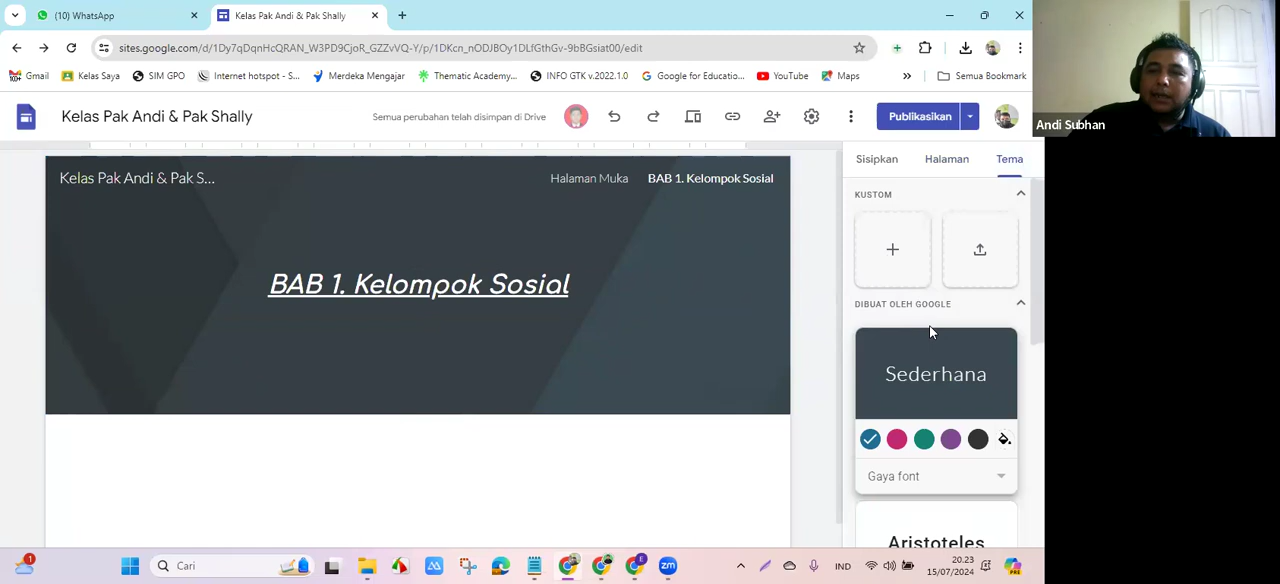 (10) WhatsApp
Kelas Pak Andi & Pak Shally
sites.google.com/d/1Dy7qDqnHcQRAN_W3PD9CjoR_GZZvVQ-Y/p/1DKcn_nODJBOy1DLfGthGv-9bBGsiat00/edit
Gmail
Kelas Saya
SIM GPO
Internet hotspot - S...
Merdeka Mengajar
Thematic Academy...
INFO GTK v.2022.1.0
Google for Educatio...
YouTube
Maps
Semua Bookmark
Kelas Pak Andi & Pak Shally
Semua perubahan telah disimpan di Drive
Publikasikan
Andi Subhan
Sisipkan
Halaman
Tema
Kelas Pak Andi & Pak S...
Halaman Muka
BAB 1. Kelompok Sosial
BAB 1. Kelompok Sosial
KUSTOM
DIBUAT OLEH GOOGLE
Sederhana
Gaya font
Aristoteles
Cari
IND
20.23
15/07/2024